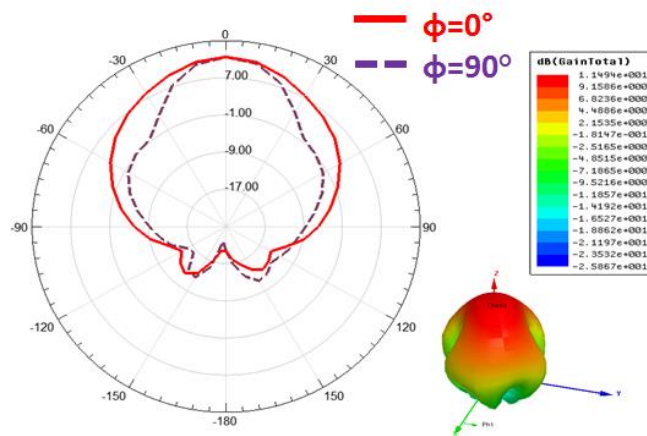 φ=0°
φ=90°
0
-30
30
7.00
-60
60
-1.00
-9.00
-17.00
-90
90
-120
120
-150
150
-180
dB(GainTotal)
1.1494e+001
9.1586e+000
6.8236e+000
4.4886e+000
2.1535e+000
-1.8147e-001
-2.5165e+000
-4.8515e+000
-7.1865e+000
-9.5216e+000
-1.1857e+001
-1.4192e+001
-1.6527e+001
-1.8862e+001
-2.1197e+001
-2.3532e+001
-2.5867e+001
Z
Theta
Y
Phi